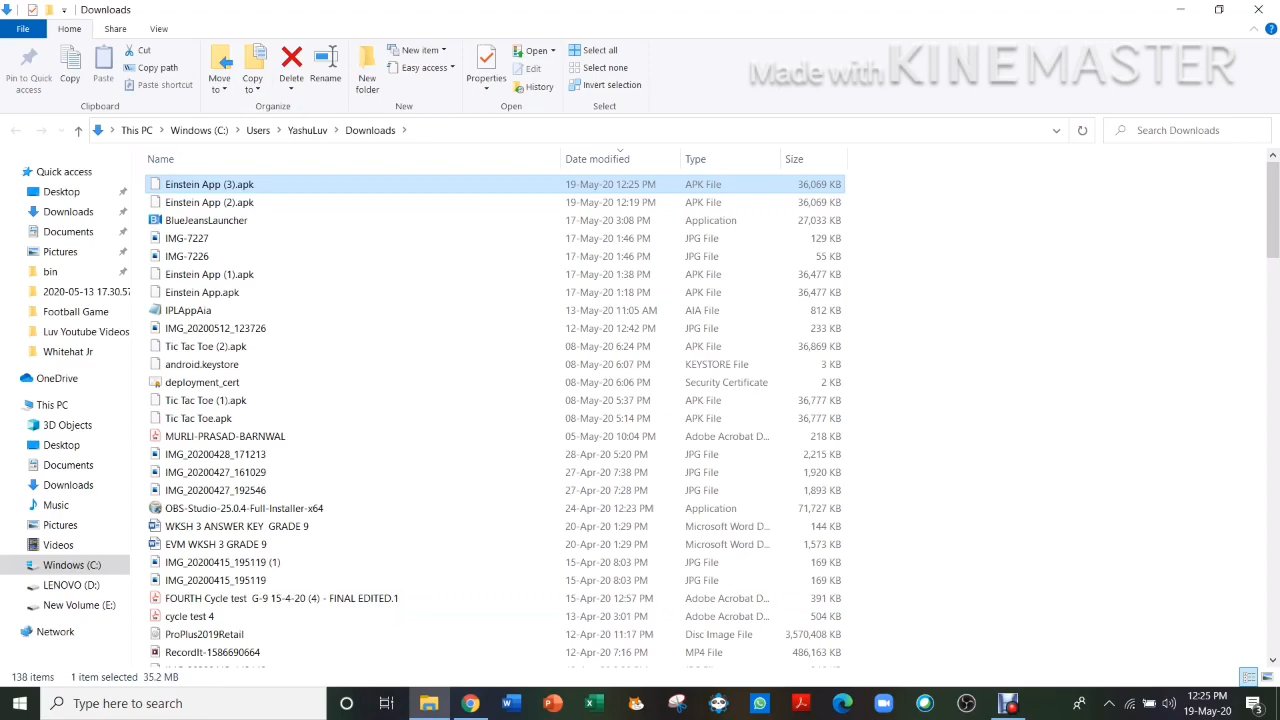 Downloads
File Home Share View
Pin to Quick access
Copy
Paste
Cut
Copy path
Paste shortcut
Clipboard
Move to
Copy to
Delete
Rename
Organize
New folder
New item
Easy access
New
Properties
Open
Edit
History
Open
Select all
Select none
Invert selection
Select
Made with KINEMASTER
This PC Windows (C:) Users YashuLuv Downloads
Search Downloads
Name Date modified Type Size
Quick access
Desktop
Downloads
Documents
Pictures
bin
2020-05-13 17.30.57
Football Game
Luv Youtube Videos
Whitehat Jr
OneDrive
This PC
3D Objects
Desktop
Documents
Downloads
Music
Pictures
Videos
Windows (C:)
LENOVO (D:)
New Volume (E:)
Network
Einstein App (3).apk 19-May-20 12:25 PM APK File 36,069 KB
Einstein App (2).apk 19-May-20 12:19 PM APK File 36,069 KB
BlueJeansLauncher 17-May-20 3:08 PM Application 27,033 KB
IMG-7227 17-May-20 1:46 PM JPG File 129 KB
IMG-7226 17-May-20 1:46 PM JPG File 55 KB
Einstein App (1).apk 17-May-20 1:38 PM APK File 36,477 KB
Einstein App.apk 17-May-20 1:18 PM APK File 36,477 KB
IPLAppAia 13-May-20 11:05 AM AIA File 812 KB
IMG_20200512_123726 12-May-20 12:42 PM JPG File 233 KB
Tic Tac Toe (2).apk 08-May-20 6:24 PM APK File 36,869 KB
android.keystore 08-May-20 6:07 PM KEYSTORE File 3 KB
deployment_cert 08-May-20 6:06 PM Security Certificate 2 KB
Tic Tac Toe (1).apk 08-May-20 5:37 PM APK File 36,777 KB
Tic Tac Toe.apk 08-May-20 5:14 PM APK File 36,777 KB
MURLI-PRASAD-BARNWAL 05-May-20 10:04 PM Adobe Acrobat D... 218 KB
IMG_20200428_171213 28-Apr-20 5:20 PM JPG File 2,215 KB
IMG_20200427_161029 27-Apr-20 7:38 PM JPG File 1,920 KB
IMG_20200427_192546 27-Apr-20 7:28 PM JPG File 1,893 KB
OBS-Studio-25.0.4-Full-Installer-x64 24-Apr-20 12:23 PM Application 71,727 KB
WKSH 3 ANSWER KEY GRADE 9 20-Apr-20 1:29 PM Microsoft Word D... 144 KB
EVM WKSH 3 GRADE 9 20-Apr-20 1:29 PM Microsoft Word D... 1,573 KB
IMG_20200415_195119 (1) 15-Apr-20 8:03 PM JPG File 169 KB
IMG_20200415_195119 15-Apr-20 8:03 PM JPG File 169 KB
FOURTH Cycle test G-9 15-4-20 (4) - FINAL EDITED.1 15-Apr-20 12:57 PM Adobe Acrobat D... 391 KB
cycle test 4 13-Apr-20 3:01 PM Adobe Acrobat D... 504 KB
ProPlus2019Retail 12-Apr-20 11:17 PM Disc Image File 3,570,408 KB
RecordIt-1586690664 12-Apr-20 7:16 PM MP4 File 486,163 KB
138 items 1 item selected 35.2 MB
Type here to search
12:25 PM
19-May-20
3